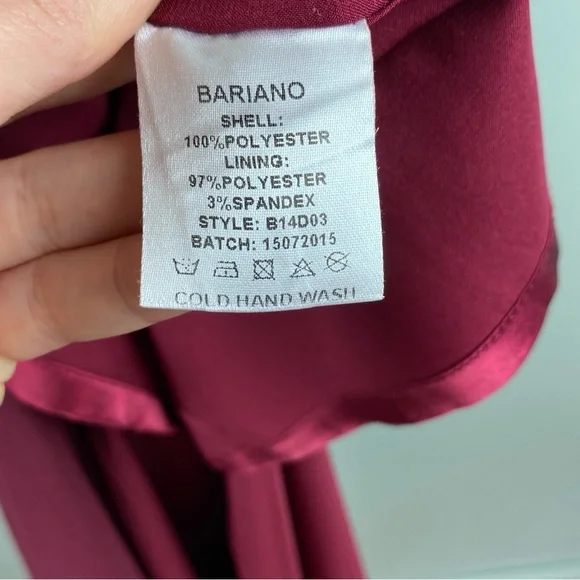 BARIANO
SHELL:
100%POLYESTER
LINING:
97%POLYESTER
3%SPANDEX
STYLE: B14D03
BATCH: 15072015
COLD HAND WASH